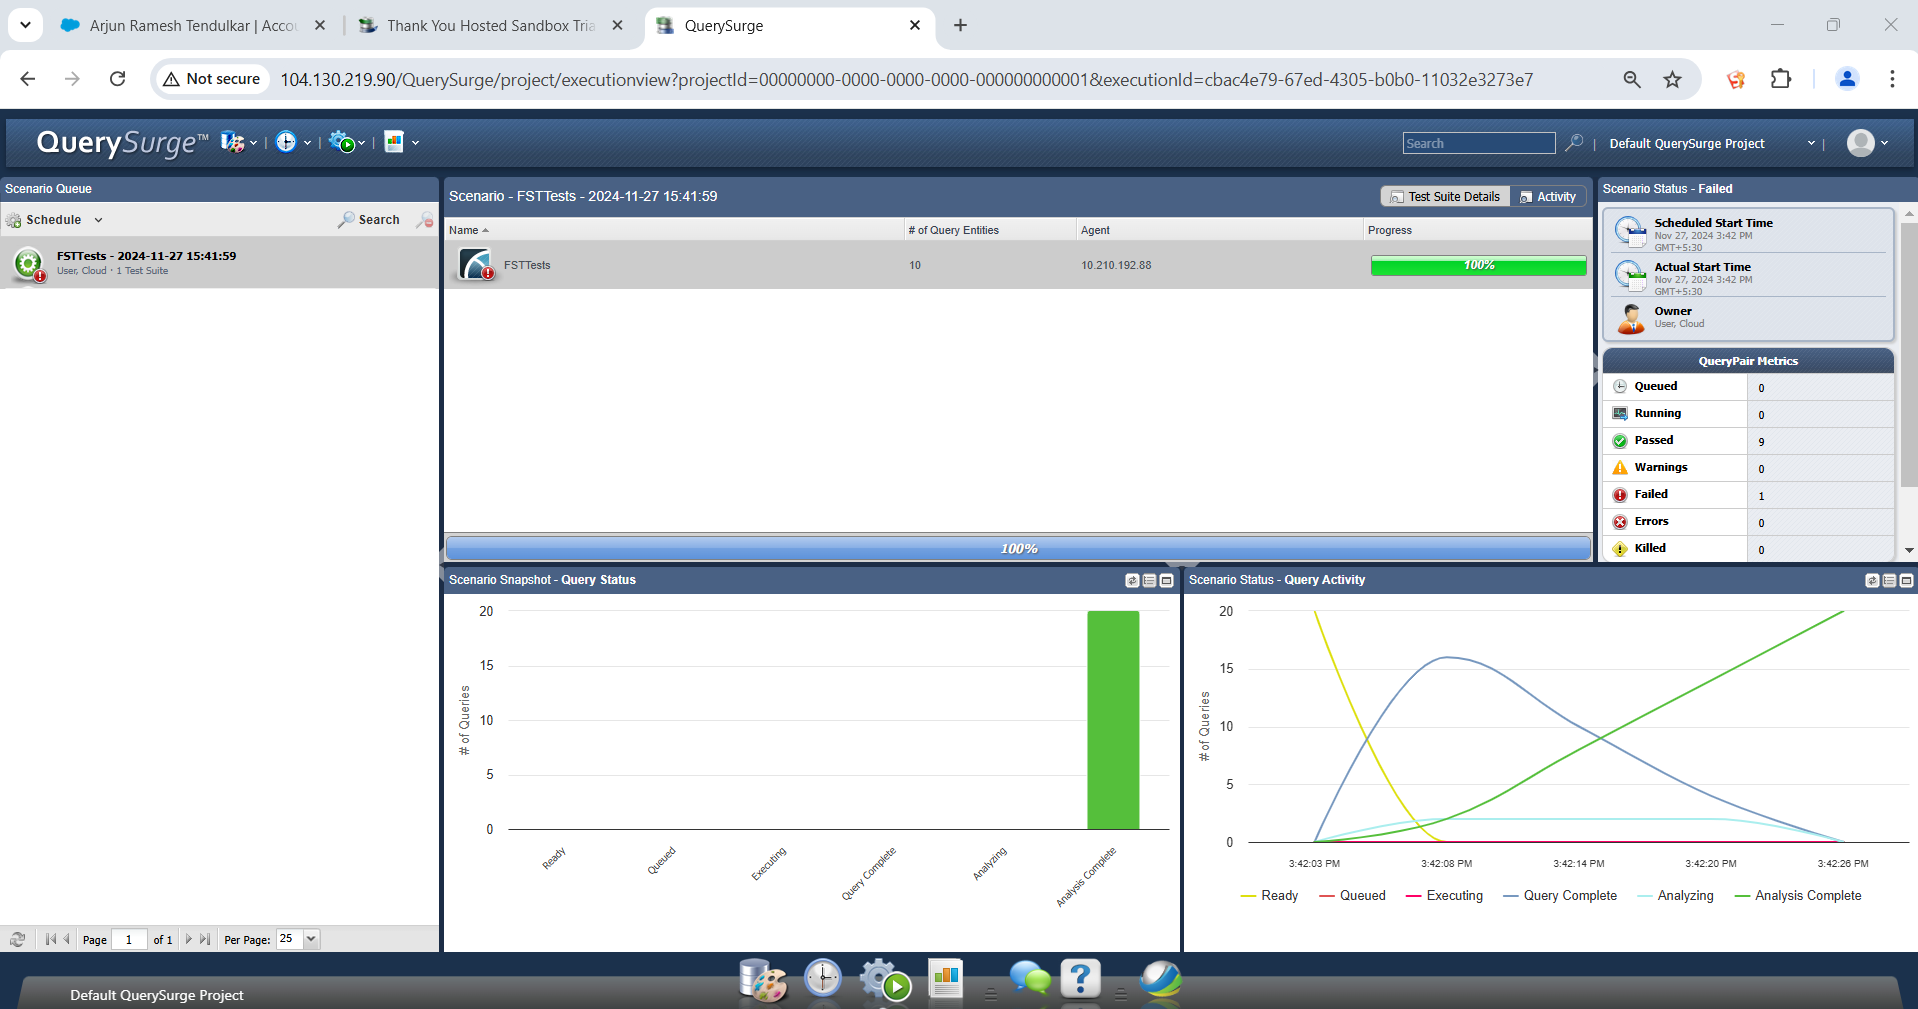 Arjun Ramesh Tendulkar | Accou
Thank You Hosted Sandbox Tria
QuerySurge
Not secure
104.130.219.90/QuerySurge/project/executionview?projectId=00000000-0000-0000-0000-000000000001&executionId=cbac4e79-67ed-4305-b0b0-11032e3273e7
QuerySurge™
Search
Default QuerySurge Project
Scenario Queue
Schedule
Search
FSTTests - 2024-11-27 15:41:59
User, Cloud · 1 Test Suite
Page 1 of 1
Per Page: 25
Scenario - FSTTests - 2024-11-27 15:41:59
Test Suite Details
Activity
Name
# of Query Entities
Agent
Progress
FSTTests
10
10.210.192.88
100%
100%
Scenario Status - Failed
Scheduled Start Time
Nov 27, 2024 3:42 PM
GMT+5:30
Actual Start Time
Nov 27, 2024 3:42 PM
GMT+5:30
Owner
User, Cloud
QueryPair Metrics
Queued 0
Running 0
Passed 9
Warnings 0
Failed 1
Errors 0
Killed 0
Scenario Snapshot - Query Status
20
15
10
5
0
# of Queries
Ready
Queued
Executing
Query Complete
Analyzing
Analysis Complete
Scenario Status - Query Activity
20
15
10
5
0
# of Queries
3:42:03 PM
3:42:08 PM
3:42:14 PM
3:42:20 PM
3:42:26 PM
Ready
Queued
Executing
Query Complete
Analyzing
Analysis Complete
Default QuerySurge Project